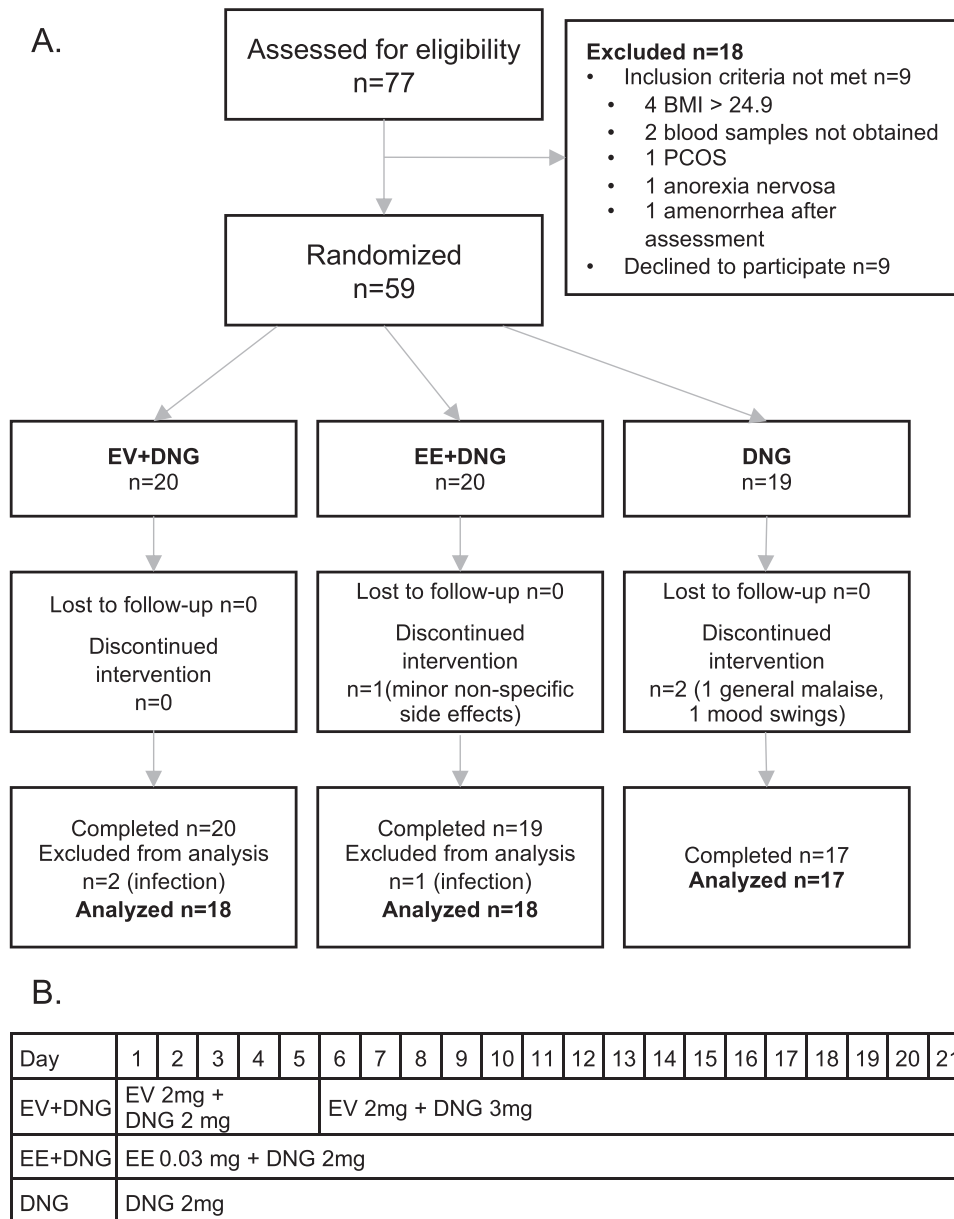 A.
Assessed for eligibility
n=77
Excluded n=18
• Inclusion criteria not met n=9
• 4 BMI > 24.9
• 2 blood samples not obtained
• 1 PCOS
• 1 anorexia nervosa
• 1 amenorrhea after
assessment
• Declined to participate n=9
Randomized
n=59
EV+DNG
n=20
EE+DNG
n=20
DNG
n=19
Lost to follow-up n=0
Discontinued
intervention
n=0
Lost to follow-up n=0
Discontinued
intervention
n=1(minor non-specific
side effects)
Lost to follow-up n=0
Discontinued
intervention
n=2 (1 general malaise,
1 mood swings)
Completed n=20
Excluded from analysis
n=2 (infection)
Analyzed n=18
Completed n=19
Excluded from analysis
n=1 (infection)
Analyzed n=18
Completed n=17
Analyzed n=17
B.
Day 1 2 3 4 5 6 7 8 9 10 11 12 13 14 15 16 17 18 19 20 21
EV+DNG EV 2mg +
DNG 2 mg EV 2mg + DNG 3mg
EE+DNG EE 0.03 mg + DNG 2mg
DNG DNG 2mg